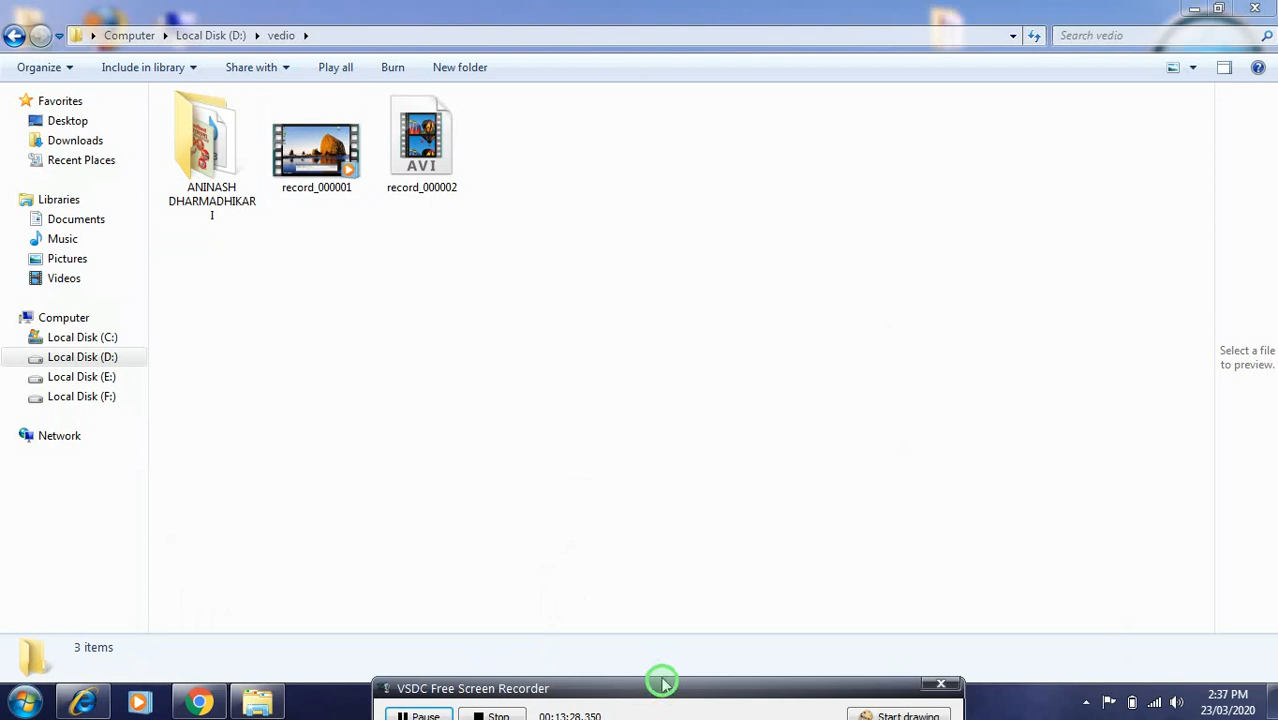 Computer Local Disk (D:) vedio
Search vedio
Organize Include in library Share with Play all Burn New folder
Favorites
Desktop
Downloads
Recent Places
Libraries
Documents
Music
Pictures
Videos
Computer
Local Disk (C:)
Local Disk (D:)
Local Disk (E:)
Local Disk (F:)
Network
ANINASH
DHARMADHIKAR
I
record_000001
AVI
record_000002
Select a file
to preview.
3 items
VSDC Free Screen Recorder
Pause Stop 00:13:28.350 Start drawing
2:37 PM
23/03/2020